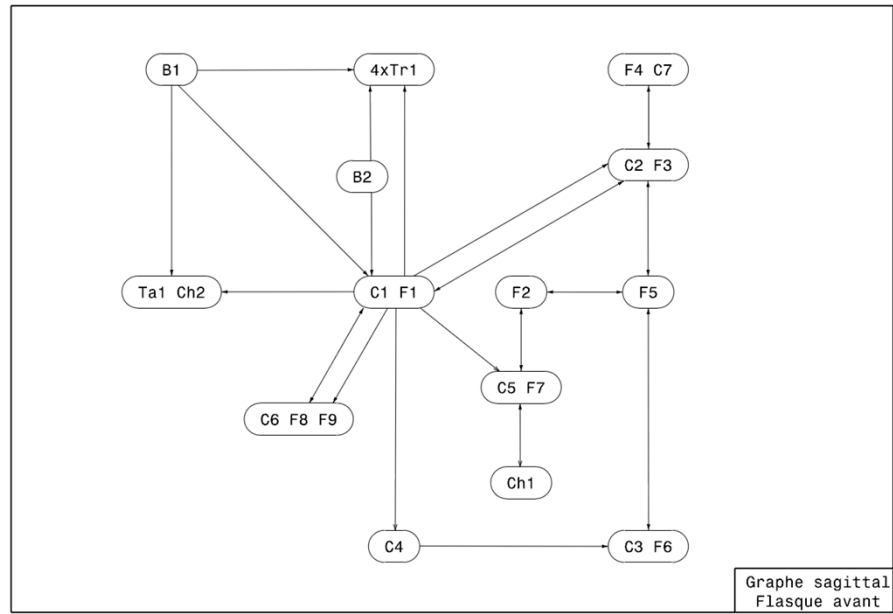 B1
4xTr1
F4 C7
C2 F3
B2
Ta1 Ch2
C1 F1
F2
F5
C5 F7
C6 F8 F9
Ch1
C4
C3 F6
Graphe sagittal
Flasque avant